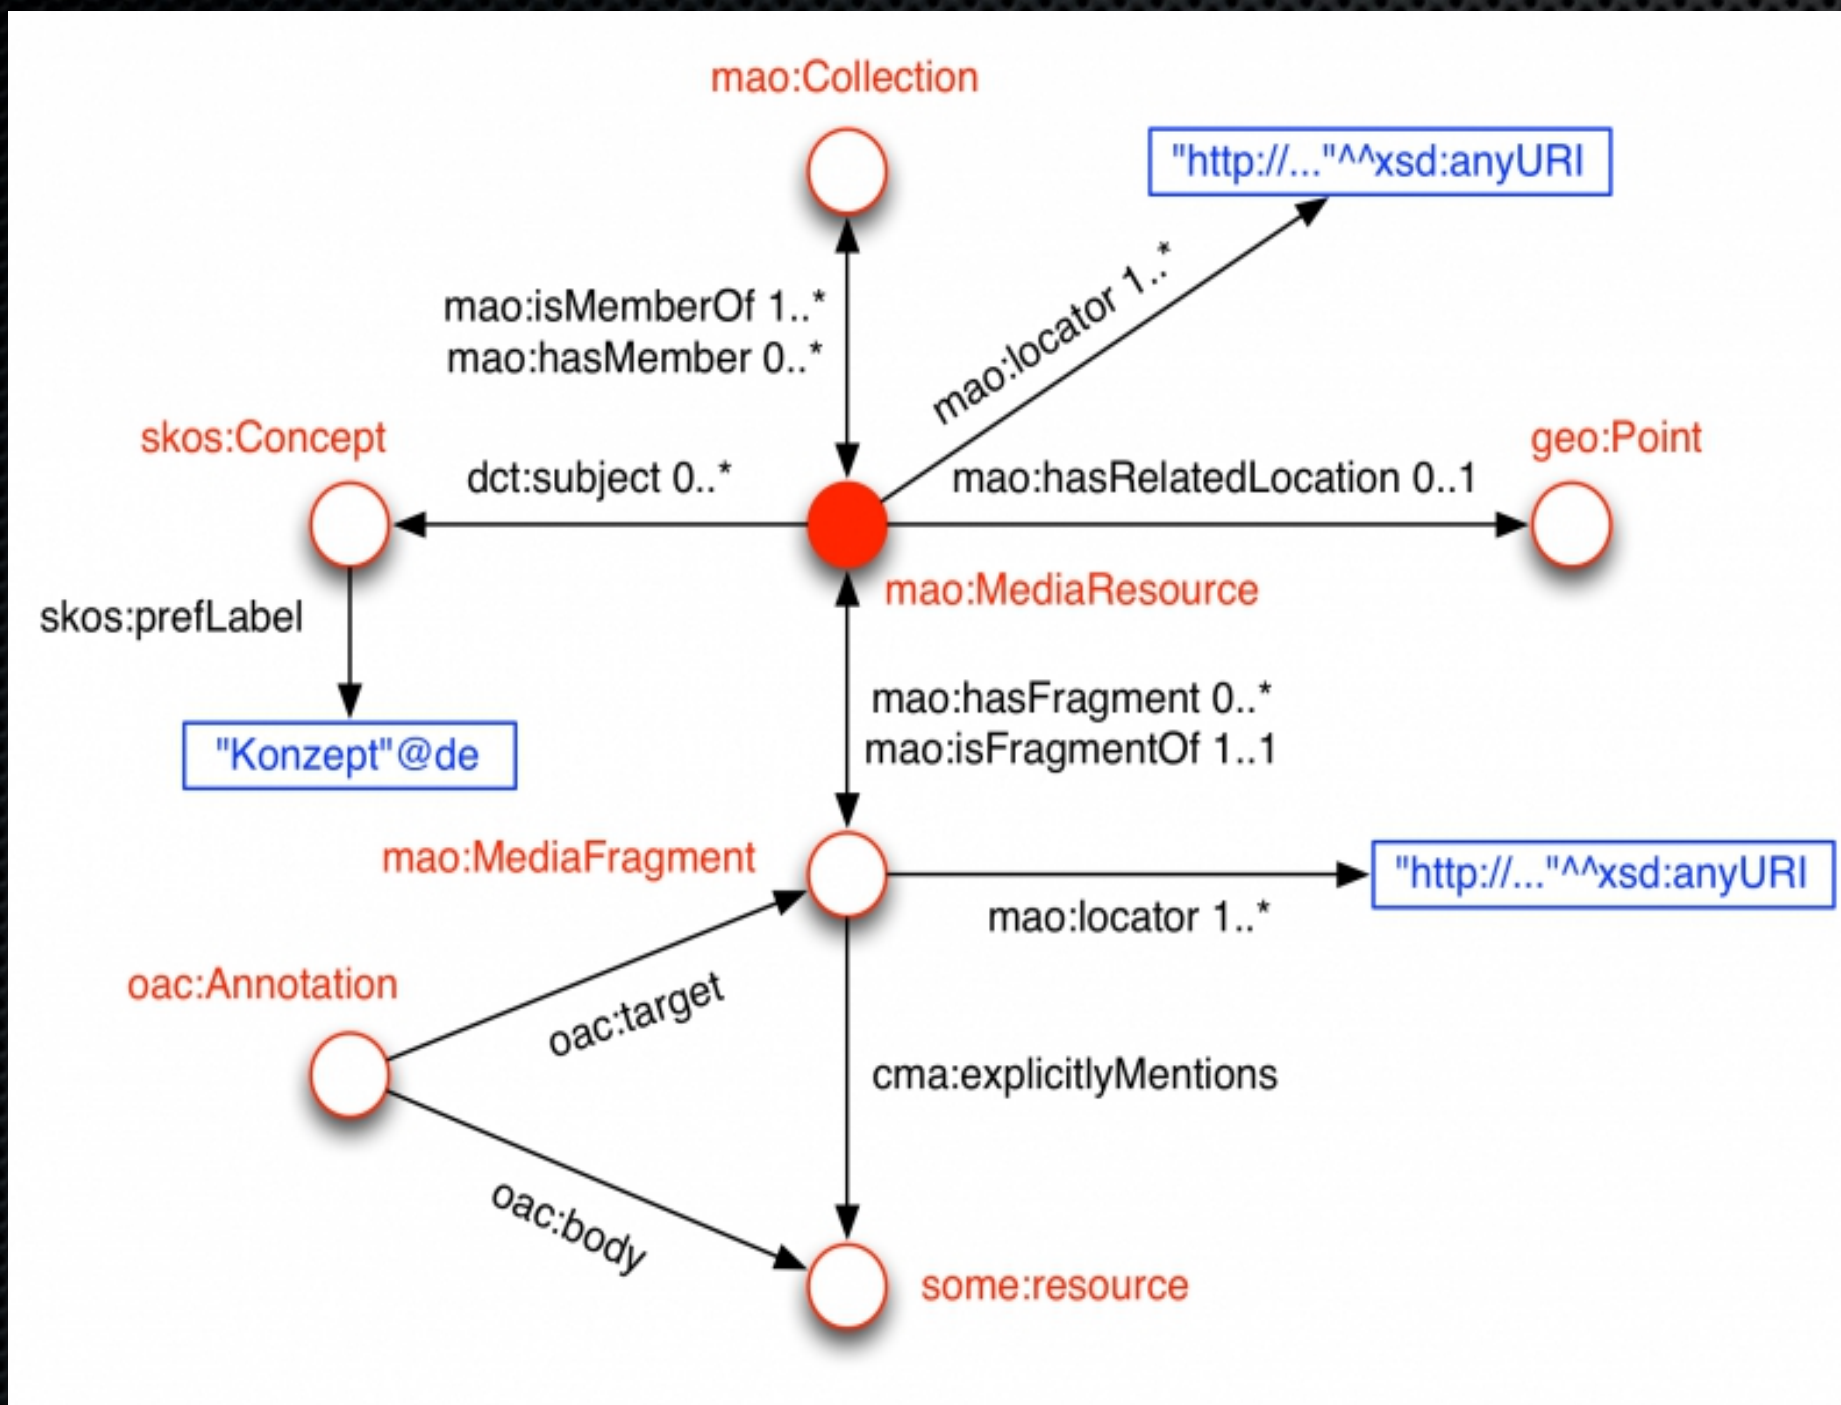 mao:Collection
"http://..."^^xsd:anyURI
mao:isMemberOf 1..*
mao:hasMember 0..*
mao:locator 1..*
skos:Concept
geo:Point
dct:subject 0..*
mao:hasRelatedLocation 0..1
mao:MediaResource
skos:prefLabel
mao:hasFragment 0..*
mao:isFragmentOf 1..1
"Konzept"@de
mao:MediaFragment
"http://..."^^xsd:anyURI
mao:locator 1..*
oac:Annotation
oac:target
cma:explicitlyMentions
oac:body
some:resource